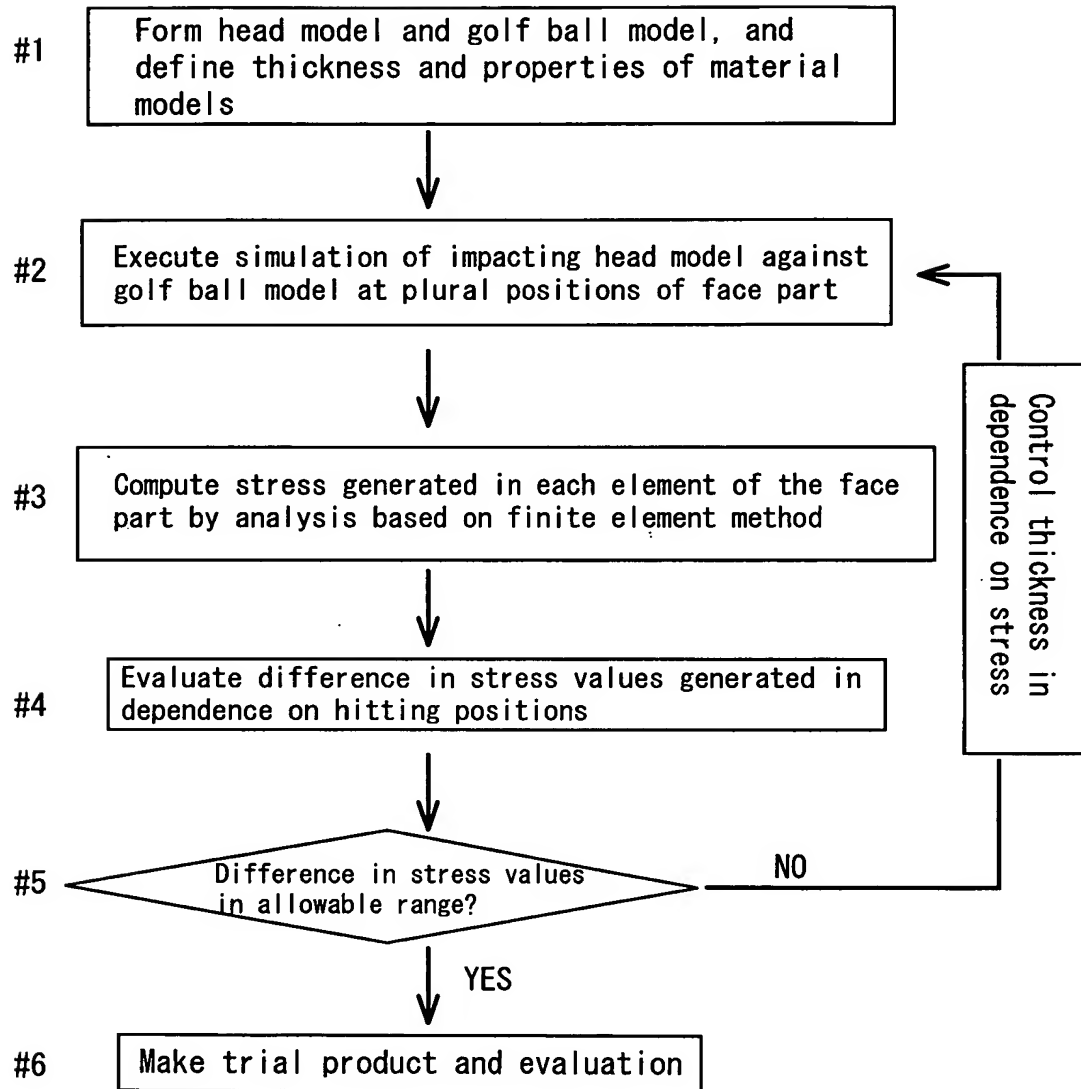 #1
Form head model and golf ball model, and
define thickness and properties of material
models
#2
Execute simulation of impacting head model against
golf ball model at plural positions of face part
#3
Compute stress generated in each element of the face
part by analysis based on finite element method
#4
Evaluate difference in stress values generated in
dependence on hitting positions
#5
Difference in stress values
in allowable range?
NO
Control thickness in
dependence on stress
YES
#6
Make trial product and evaluation